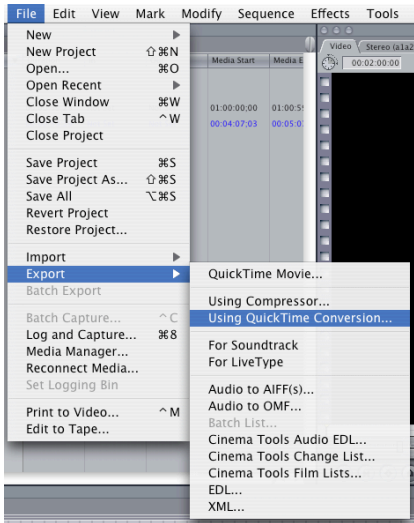 File Edit View Mark Modify Sequence Effects Tools
New
New Project ⇧⌘N
Open... ⌘O
Open Recent
Close Window ⌘W
Close Tab ^W
Close Project
Save Project ⌘S
Save Project As... ⇧⌘S
Save All ⌥⌘S
Revert Project
Restore Project...
Import
Export
Batch Export
Batch Capture... ^C
Log and Capture... ⌘8
Media Manager...
Reconnect Media...
Set Logging Bin
Print to Video... ^M
Edit to Tape...
Media Start Media E
01:00:00;00 01:00:5
00:04:07;03 00:05:0
Video Stereo (a1a2
00:02:00:00
QuickTime Movie...
Using Compressor...
Using QuickTime Conversion...
For Soundtrack
For LiveType
Audio to AIFF(s)...
Audio to OMF...
Batch List...
Cinema Tools Audio EDL...
Cinema Tools Change List...
Cinema Tools Film Lists...
EDL...
XML...